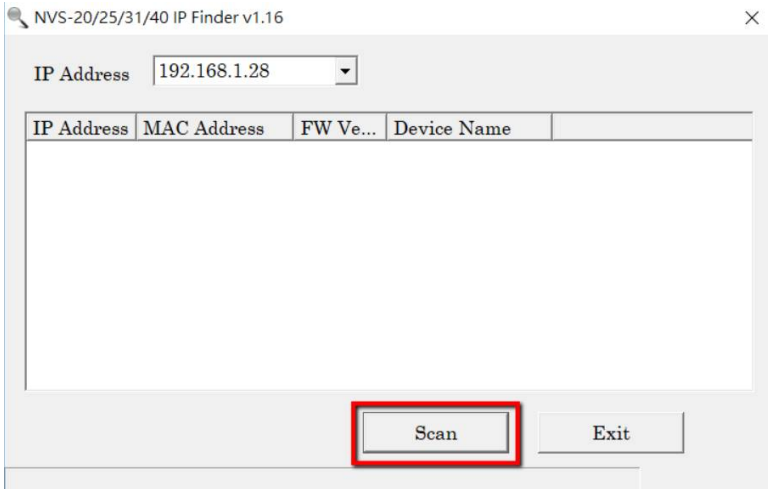 NVS-20/25/31/40 IP Finder v1.16
IP Address 192.168.1.28
IP Address MAC Address FW Ve... Device Name
Scan Exit